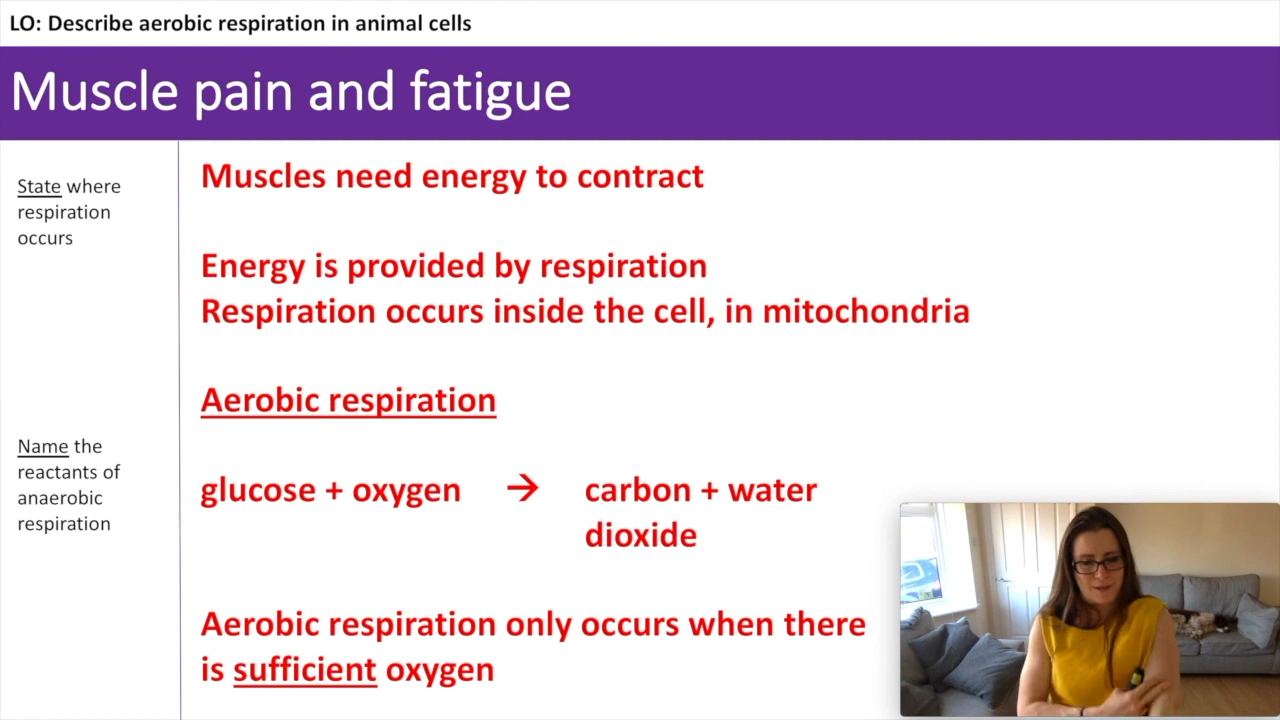 LO: Describe aerobic respiration in animal cells
Muscle pain and fatigue
State where
respiration
occurs
Name the
reactants of
anaerobic
respiration
Muscles need energy to contract
Energy is provided by respiration
Respiration occurs inside the cell, in mitochondria
Aerobic respiration
glucose + oxygen → carbon + water
dioxide
Aerobic respiration only occurs when there
is sufficient oxygen